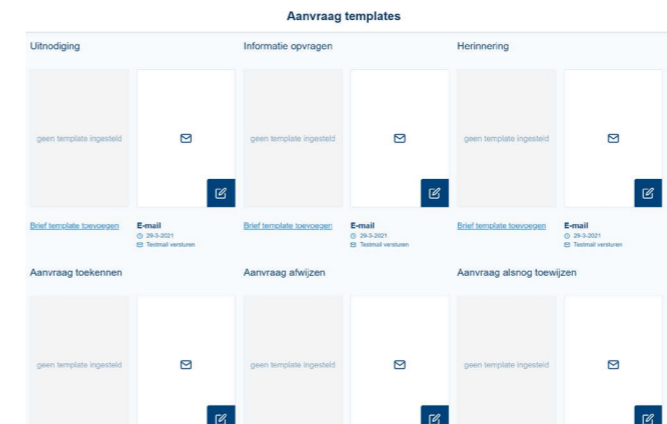 Aanvraag templates
Uitnodiging
Informatie opvragen
Herinnering
geen template ingesteld
geen template ingesteld
geen template ingesteld
Brief template toevoegen
E-mail
29-3-2021
Testmail versturen
Brief template toevoegen
E-mail
29-3-2021
Testmail versturen
Brief template toevoegen
E-mail
29-3-2021
Testmail versturen
Aanvraag toekennen
Aanvraag afwijzen
Aanvraag alsnog toewijzen
geen template ingesteld
geen template ingesteld
geen template ingesteld